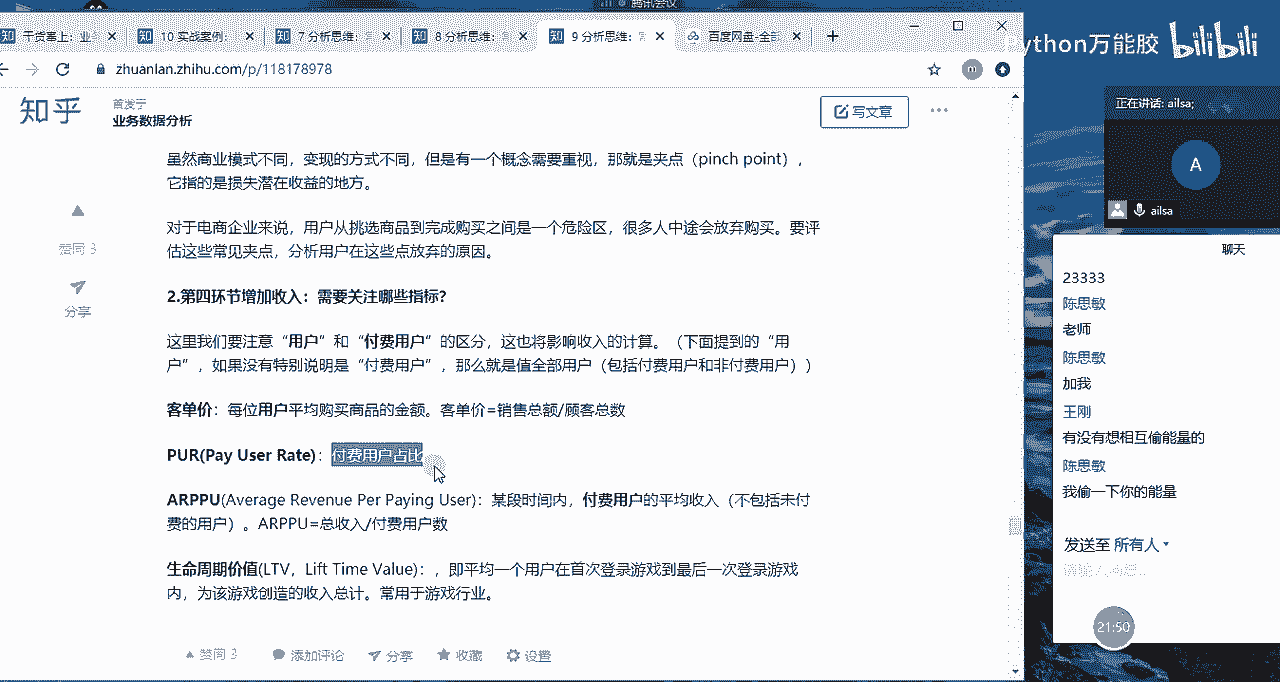 腾讯会议
干货塞上：业
10 实战案例：
7 分析思维：
8 分析思维：
9 分析思维：
百度网盘-全部
zhuanlan.zhihu.com/p/118178978
ython万能胶 bilibili
知乎
首发于
业务数据分析
写文章
正在讲话: ailsa;
A
ailsa
虽然商业模式不同，变现的方式不同，但是有一个概念需要重视，那就是夹点（pinch point），
它指的是损失潜在收益的地方。
对于电商企业来说，用户从挑选商品到完成购买之间是一个危险区，很多人中途会放弃购买。要评
估这些常见夹点，分析用户在这些点放弃的原因。
赞同 3
分享
2.第四环节增加收入：需要关注哪些指标？
这里我们要注意“用户”和“付费用户”的区分，这也将影响收入的计算。（下面提到的“用
户”，如果没有特别说明是“付费用户”，那么就是值全部用户（包括付费用户和非付费用户））
客单价：每位用户平均购买商品的金额。客单价=销售总额/顾客总数
PUR(Pay User Rate)：付费用户占比
ARPPU(Average Revenue Per Paying User)：某段时间内，付费用户的平均收入（不包括未付
费的用户）。ARPPU=总收入/付费用户数
生命周期价值(LTV，Lift Time Value)：，即平均一个用户在首次登录游戏到最后一次登录游戏
内，为该游戏创造的收入总计。常用于游戏行业。
赞同 3 添加评论 分享 收藏 设置
聊天
23333
陈思敏
老师
陈思敏
加我
王刚
有没有想相互偷能量的
陈思敏
我偷一下你的能量
发送至 所有人
21:50